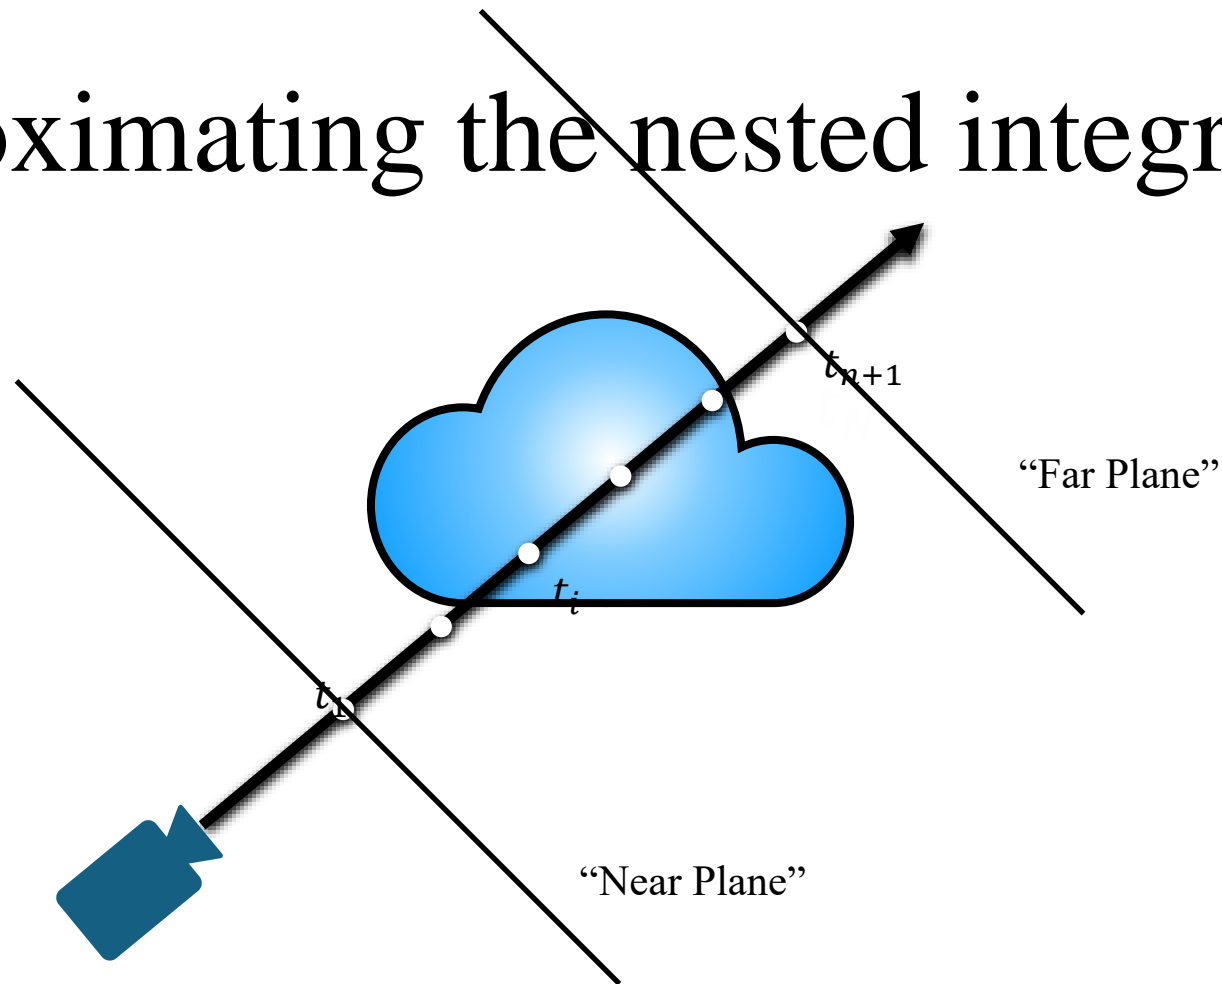 oximating the nested integr
t_{n+1}
“Far Plane”
t_i
t_1
“Near Plane”